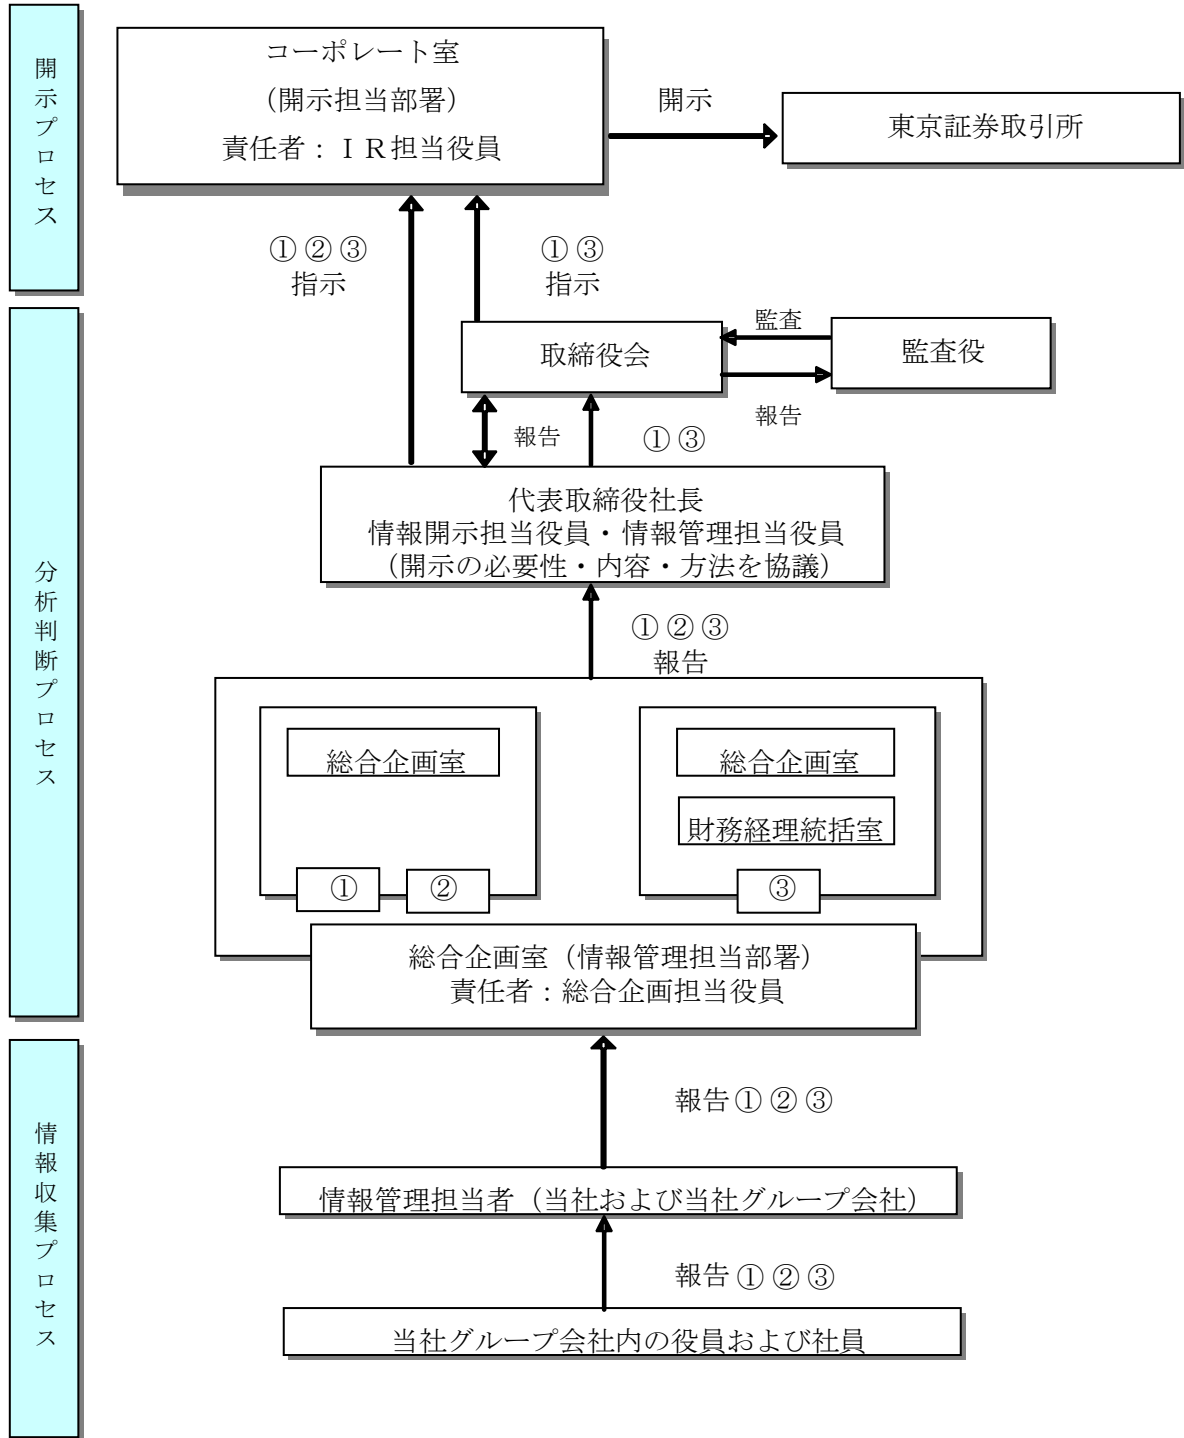 開示プロセス
コーポレート室
（開示担当部署）
責任者：ＩＲ担当役員
開示
東京証券取引所
①②③
指示
①③
指示
分析判断プロセス
取締役会
監査
監査役
報告
報告
①③
代表取締役社長
情報開示担当役員・情報管理担当役員
（開示の必要性・内容・方法を協議）
①②③
報告
総合企画室
①
②
総合企画室
財務経理統括室
③
総合企画室（情報管理担当部署）
責任者：総合企画担当役員
情報収集プロセス
報告①②③
情報管理担当者（当社および当社グループ会社）
報告①②③
当社グループ会社内の役員および社員